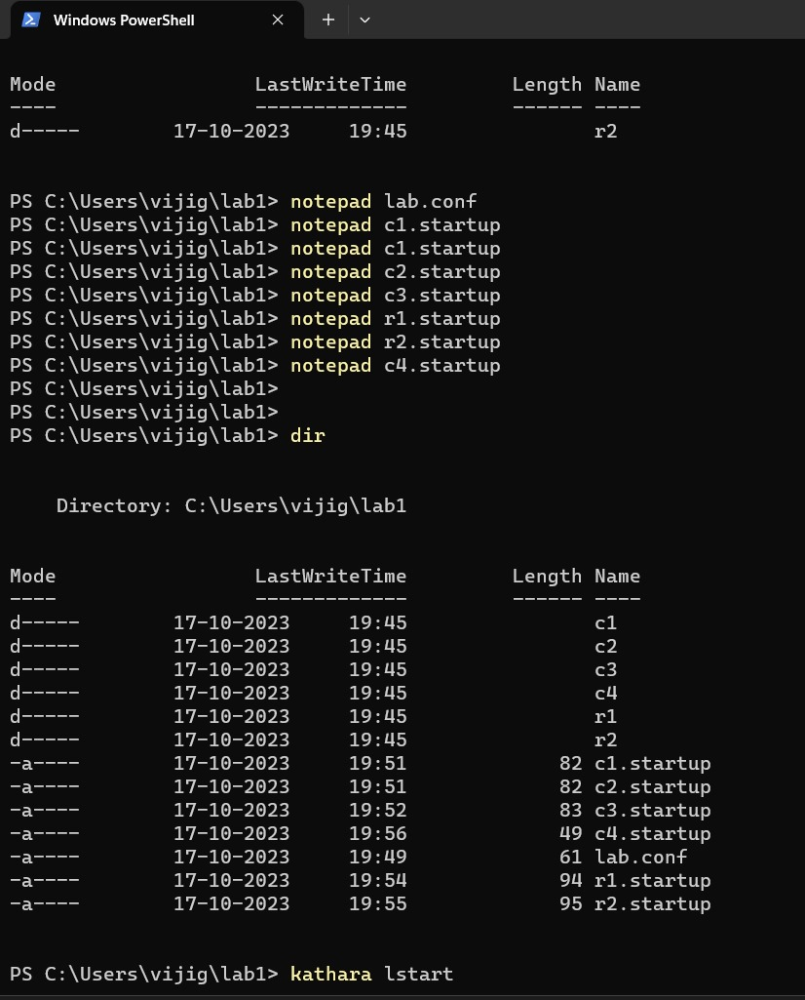 Windows PowerShell
Mode                 LastWriteTime         Length Name
----                 -------------         ------ ----
d-----        17-10-2023     19:45                r2
PS C:\Users\vijig\lab1> notepad lab.conf
PS C:\Users\vijig\lab1> notepad c1.startup
PS C:\Users\vijig\lab1> notepad c1.startup
PS C:\Users\vijig\lab1> notepad c2.startup
PS C:\Users\vijig\lab1> notepad c3.startup
PS C:\Users\vijig\lab1> notepad r1.startup
PS C:\Users\vijig\lab1> notepad r2.startup
PS C:\Users\vijig\lab1> notepad c4.startup
PS C:\Users\vijig\lab1>
PS C:\Users\vijig\lab1>
PS C:\Users\vijig\lab1> dir
    Directory: C:\Users\vijig\lab1
Mode                 LastWriteTime         Length Name
----                 -------------         ------ ----
d-----        17-10-2023     19:45                c1
d-----        17-10-2023     19:45                c2
d-----        17-10-2023     19:45                c3
d-----        17-10-2023     19:45                c4
d-----        17-10-2023     19:45                r1
d-----        17-10-2023     19:45                r2
-a----        17-10-2023     19:51             82 c1.startup
-a----        17-10-2023     19:51             82 c2.startup
-a----        17-10-2023     19:52             83 c3.startup
-a----        17-10-2023     19:56             49 c4.startup
-a----        17-10-2023     19:49             61 lab.conf
-a----        17-10-2023     19:54             94 r1.startup
-a----        17-10-2023     19:55             95 r2.startup
PS C:\Users\vijig\lab1> kathara lstart